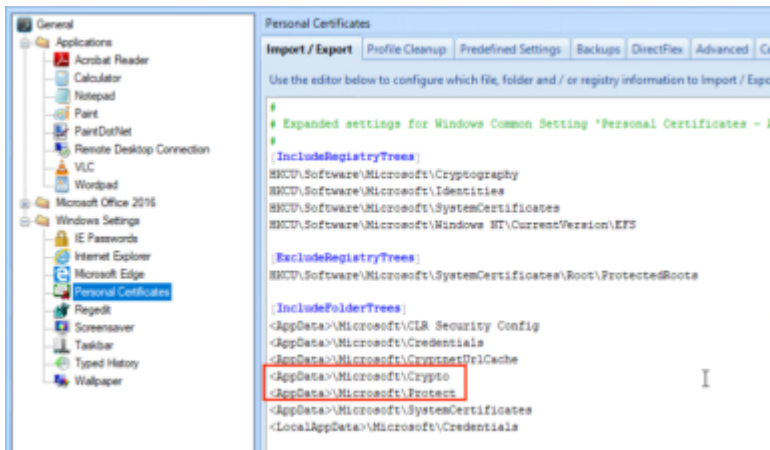 General
Applications
Acrobat Reader
Calculator
Notepad
Paint
PaintDotNet
Remote Desktop Connection
VLC
Wordpad
Microsoft Office 2016
Windows Settings
IE Passwords
Internet Explorer
Microsoft Edge
Personal Certificates
Regedit
Screensaver
Taskbar
Typed History
Wallpaper
Personal Certificates
Import / Export Profile Cleanup Predefined Settings Backups DirectFlex Advanced
Use the editor below to configure which file, folder and / or registry information to Import / Expo
#
# Expanded settings for Windows Common Setting "Personal Certificates -
#
[IncludeRegistryTrees]
HKCU\Software\Microsoft\Cryptography
HKCU\Software\Microsoft\Identities
HKCU\Software\Microsoft\SystemCertificates
HKCU\Software\Microsoft\Windows NT\CurrentVersion\EFS
[ExcludeRegistryTrees]
HKCU\Software\Microsoft\SystemCertificates\Root\ProtectedRoots
[IncludeFolderTrees]
<AppData>\Microsoft\CLR Security Config
<AppData>\Microsoft\Credentials
<AppData>\Microsoft\CryptnetUrlCache
<AppData>\Microsoft\Crypto
<AppData>\Microsoft\Protect
<AppData>\Microsoft\SystemCertificates
<LocalAppData>\Microsoft\Credentials